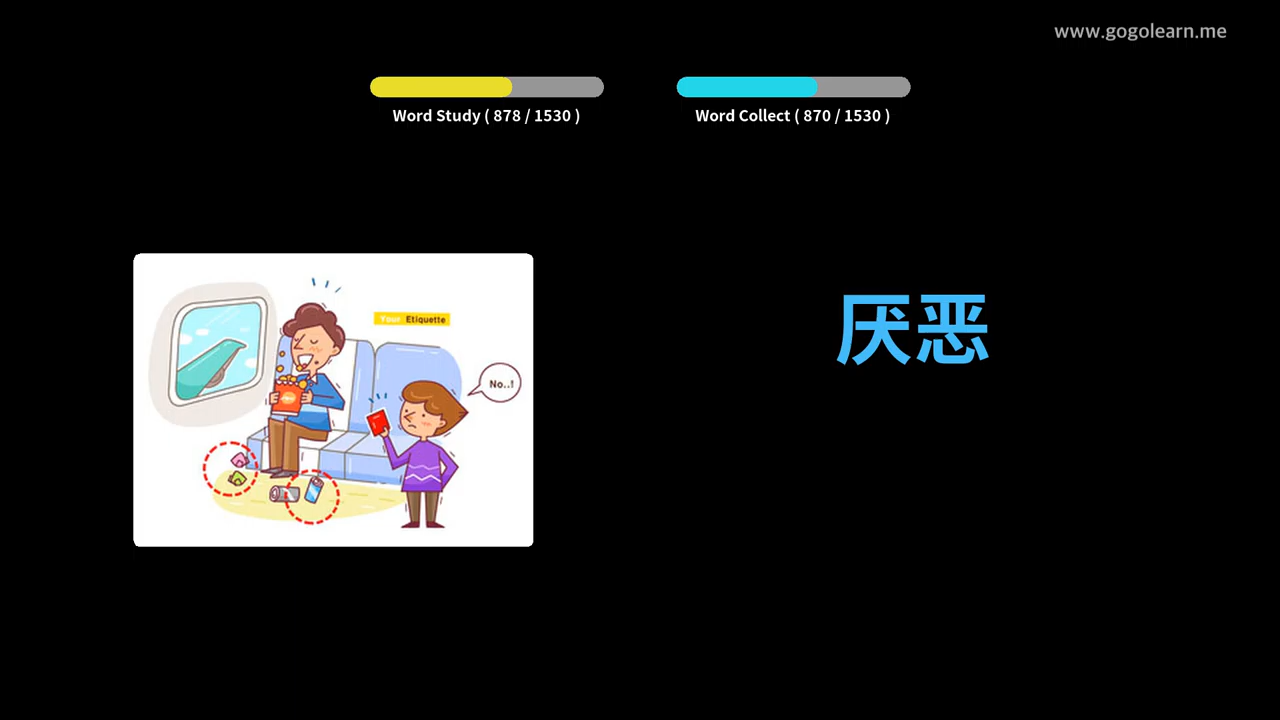 www.gogolearn.me
Word Study ( 878 / 1530 )
Word Collect ( 870 / 1530 )
Your Etiquette
No..!
厌恶